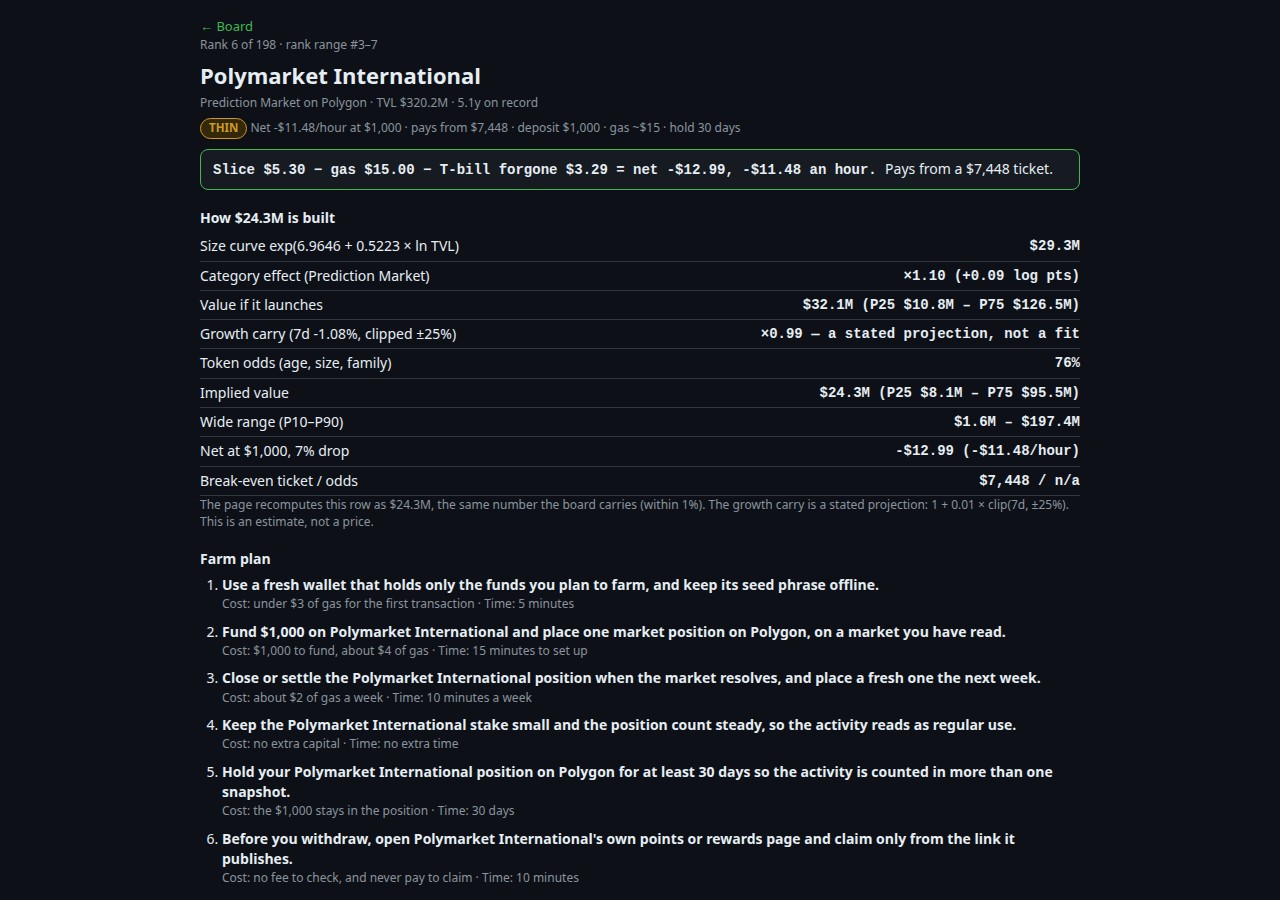 ← Board
Rank 6 of 198 · rank range #3–7
Polymarket International
Prediction Market on Polygon · TVL $320.2M · 5.1y on record
THIN Net -$11.48/hour at $1,000 · pays from $7,448 · deposit $1,000 · gas ~$15 · hold 30 days
Slice $5.30 − gas $15.00 − T-bill forgone $3.29 = net -$12.99, -$11.48 an hour. Pays from a $7,448 ticket.
How $24.3M is built
Size curve exp(6.9646 + 0.5223 × ln TVL) $29.3M
Category effect (Prediction Market) ×1.10 (+0.09 log pts)
Value if it launches $32.1M (P25 $10.8M – P75 $126.5M)
Growth carry (7d -1.08%, clipped ±25%) ×0.99 — a stated projection, not a fit
Token odds (age, size, family) 76%
Implied value $24.3M (P25 $8.1M – P75 $95.5M)
Wide range (P10–P90) $1.6M – $197.4M
Net at $1,000, 7% drop -$12.99 (-$11.48/hour)
Break-even ticket / odds $7,448 / n/a
The page recomputes this row as $24.3M, the same number the board carries (within 1%). The growth carry is a stated projection: 1 + 0.01 × clip(7d, ±25%).
This is an estimate, not a price.
Farm plan
1. Use a fresh wallet that holds only the funds you plan to farm, and keep its seed phrase offline.
Cost: under $3 of gas for the first transaction · Time: 5 minutes
2. Fund $1,000 on Polymarket International and place one market position on Polygon, on a market you have read.
Cost: $1,000 to fund, about $4 of gas · Time: 15 minutes to set up
3. Close or settle the Polymarket International position when the market resolves, and place a fresh one the next week.
Cost: about $2 of gas a week · Time: 10 minutes a week
4. Keep the Polymarket International stake small and the position count steady, so the activity reads as regular use.
Cost: no extra capital · Time: no extra time
5. Hold your Polymarket International position on Polygon for at least 30 days so the activity is counted in more than one
snapshot.
Cost: the $1,000 stays in the position · Time: 30 days
6. Before you withdraw, open Polymarket International's own points or rewards page and claim only from the link it
publishes.
Cost: no fee to check, and never pay to claim · Time: 10 minutes